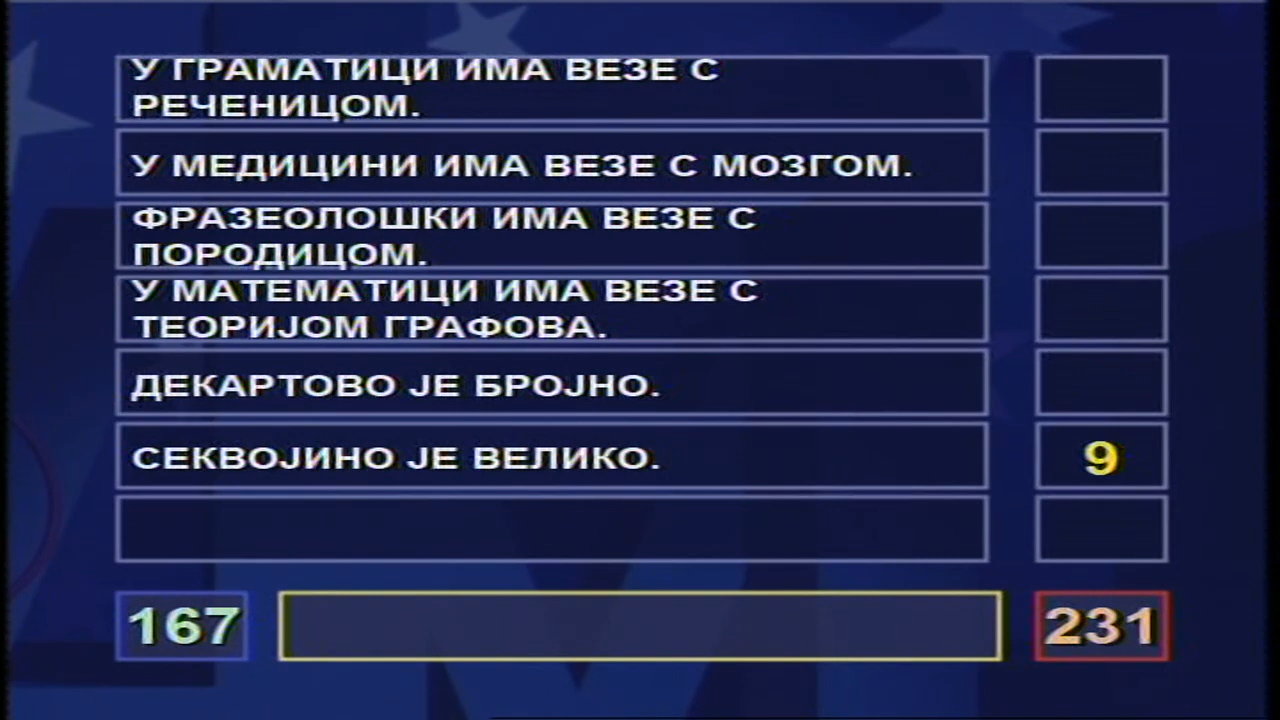 У ГРАМАТИЦИ ИМА ВЕЗЕ С
РЕЧЕНИЦОМ.
У МЕДИЦИНИ ИМА ВЕЗЕ С МОЗГОМ.
ФРАЗЕОЛОШКИ ИМА ВЕЗЕ С
ПОРОДИЦОМ.
У МАТЕМАТИЦИ ИМА ВЕЗЕ С
ТЕОРИЈОМ ГРАФОВА.
ДЕКАРТОВО ЈЕ БРОЈНО.
СЕКВОЈИНО ЈЕ ВЕЛИКО.
9
167
231